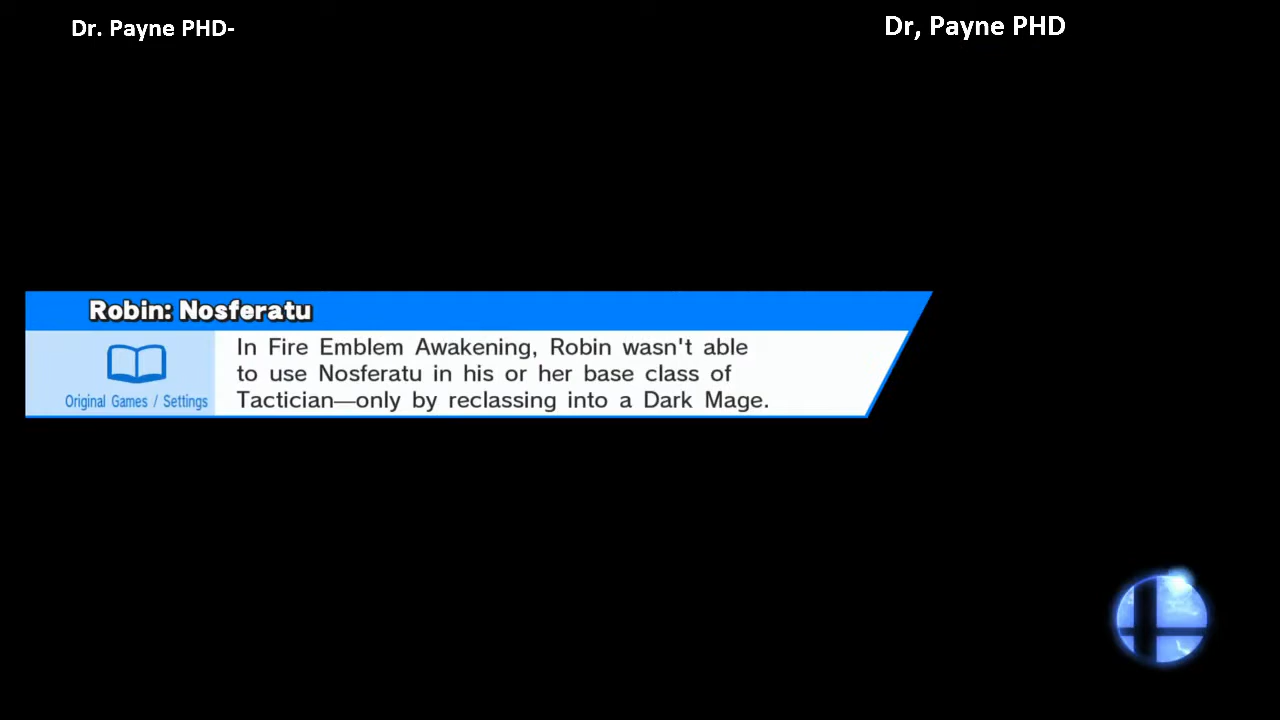 Dr. Payne PHD-
Dr, Payne PHD
Robin: Nosferatu
In Fire Emblem Awakening, Robin wasn't able
to use Nosferatu in his or her base class of
Tactician—only by reclassing into a Dark Mage.
Original Games / Settings